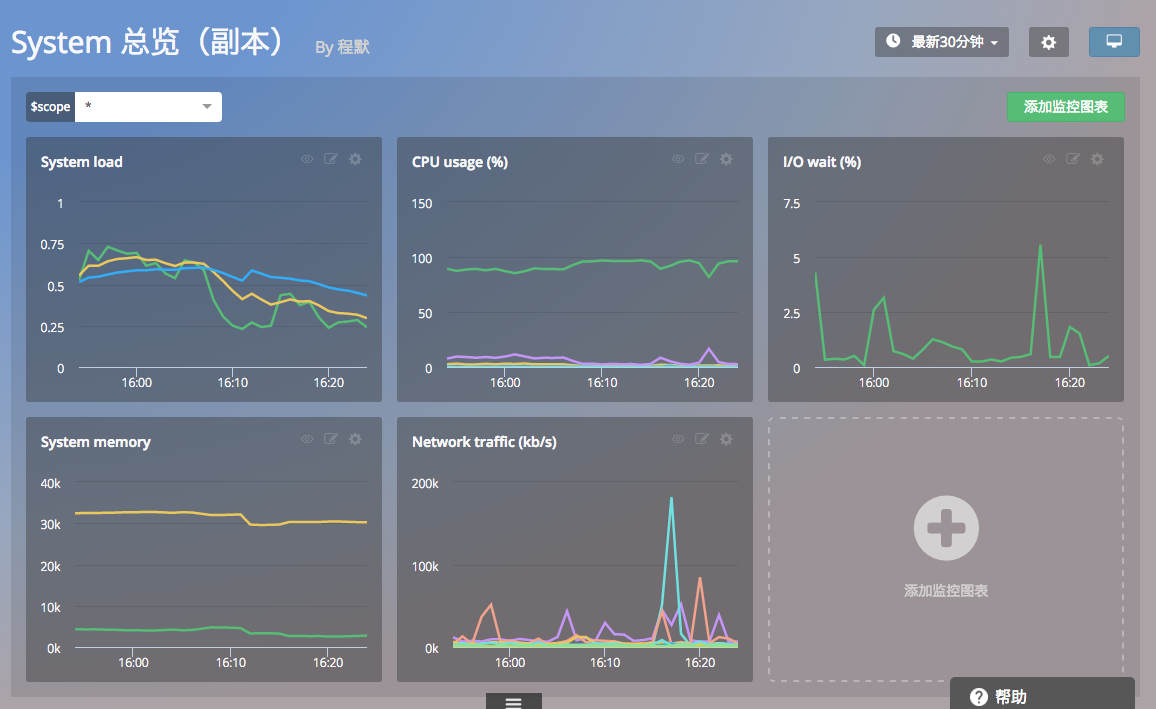 System 总览（副本） By 程默
最新30分钟
$scope * 添加监控图表
System load
1
0.75
0.5
0.25
0
16:00 16:10 16:20
CPU usage (%)
150
100
50
0
16:00 16:10 16:20
I/O wait (%)
7.5
5
2.5
0
16:00 16:10 16:20
System memory
40k
30k
20k
10k
0k
16:00 16:10 16:20
Network traffic (kb/s)
200k
100k
0k
16:00 16:10 16:20
添加监控图表
? 帮助